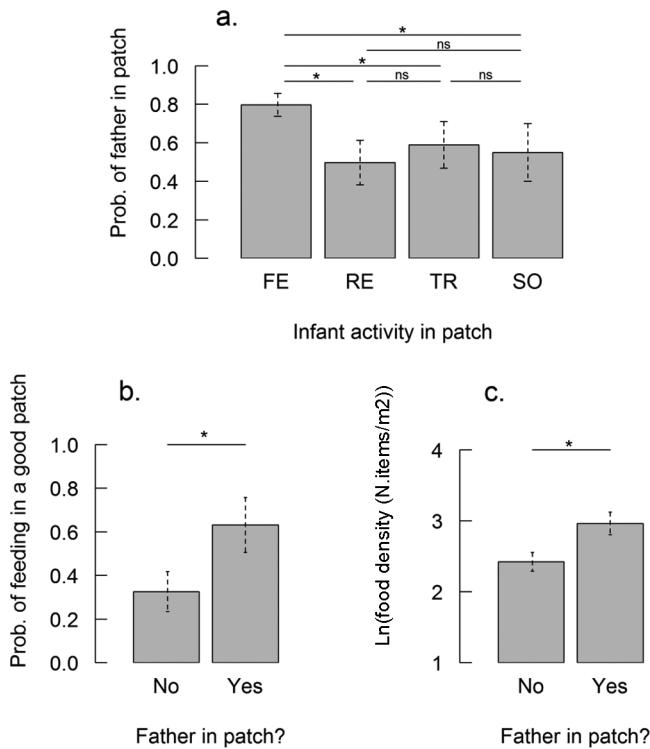 a.
*
ns
*
* ns ns
Prob. of father in patch
1.0
0.8
0.6
0.4
0.2
0.0
FE RE TR SO
Infant activity in patch
b.
*
Prob. of feeding in a good patch
1.0
0.8
0.6
0.4
0.2
0.0
No Yes
Father in patch?
c.
*
Ln(food density (N.items/m2))
4
3
2
1
No Yes
Father in patch?